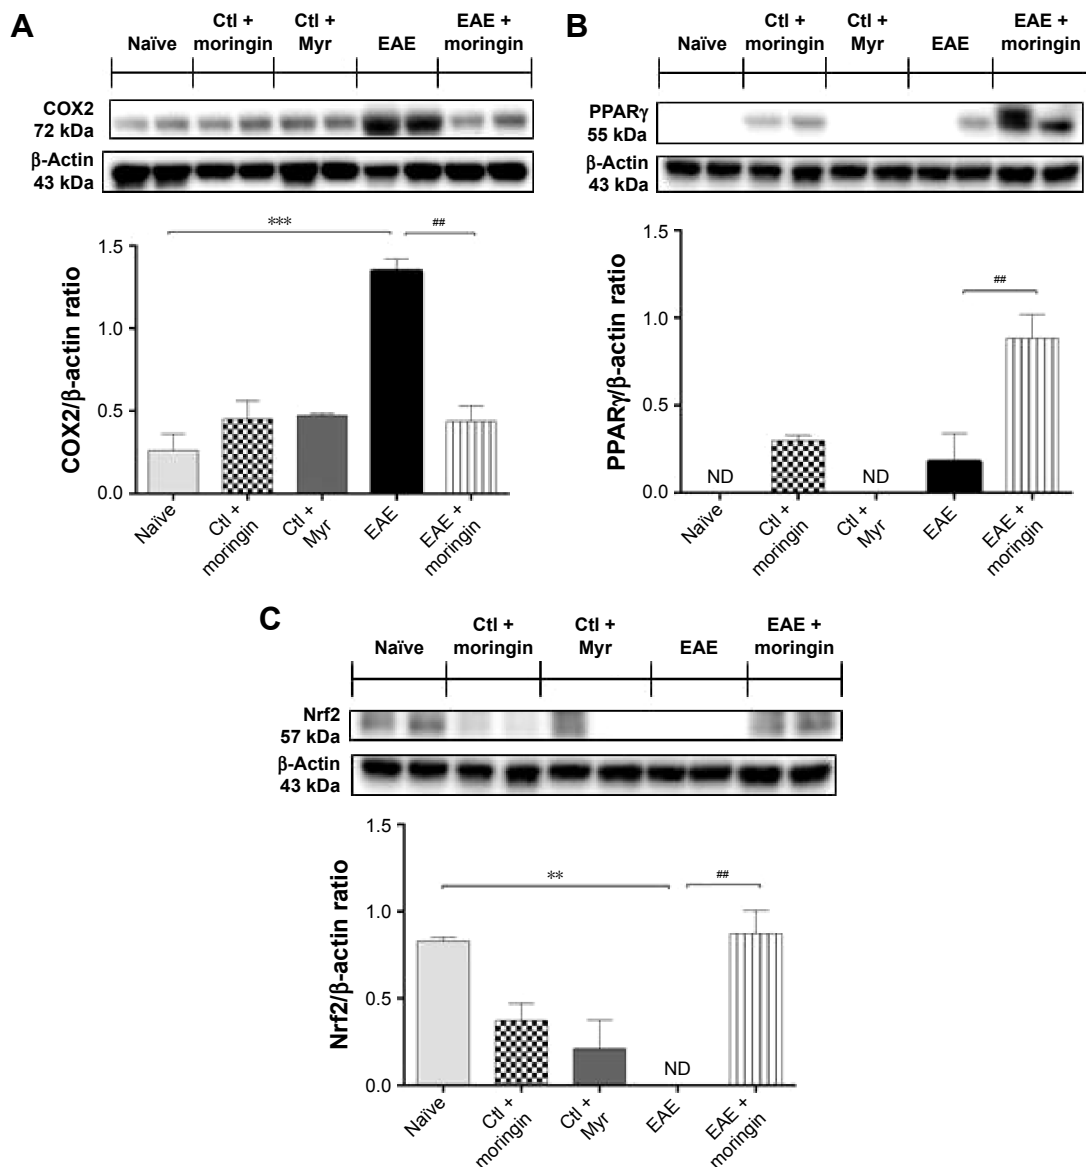 A
Naïve
Ctl +
moringin
Ctl +
Myr
EAE
EAE +
moringin
COX2
72 kDa
β-Actin
43 kDa
***
##
COX2/β-actin ratio
1.5
1.0
0.5
0.0
Naïve
Ctl +
moringin
Ctl +
Myr
EAE
EAE +
moringin
B
Naïve
Ctl +
moringin
Ctl +
Myr
EAE
EAE +
moringin
PPARγ
55 kDa
β-Actin
43 kDa
##
PPARγ/β-actin ratio
1.5
1.0
0.5
0.0
ND
ND
Naïve
Ctl +
moringin
Ctl +
Myr
EAE
EAE +
moringin
C
Naïve
Ctl +
moringin
Ctl +
Myr
EAE
EAE +
moringin
Nrf2
57 kDa
β-Actin
43 kDa
**
##
Nrf2/β-actin ratio
1.5
1.0
0.5
0.0
ND
Naïve
Ctl +
moringin
Ctl +
Myr
EAE
EAE +
moringin